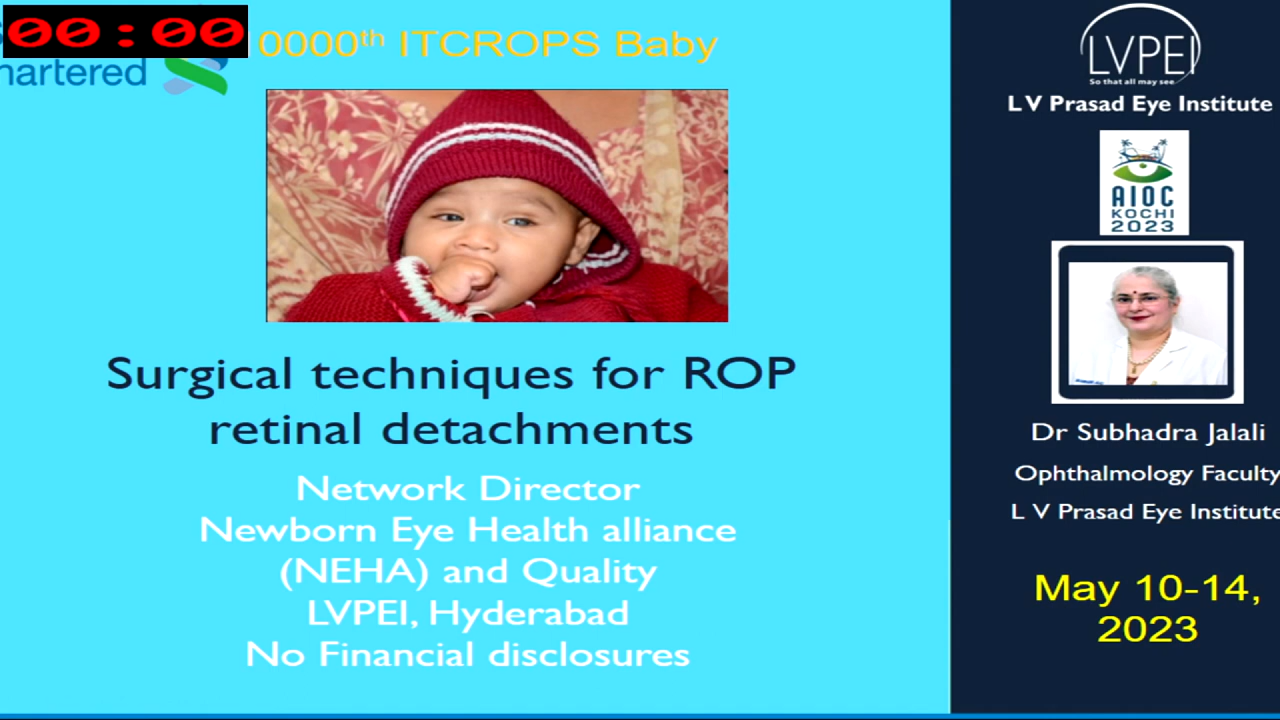 00:00
0000th ITCROPS Baby
hartered
Surgical techniques for ROP
retinal detachments
Network Director
Newborn Eye Health alliance
(NEHA) and Quality
LVPEI, Hyderabad
No Financial disclosures
LVPEI
So that all may see
L V Prasad Eye Institute
AIOC
KOCHI
2023
Dr Subhadra Jalali
Ophthalmology Faculty
L V Prasad Eye Institute
May 10-14,
2023